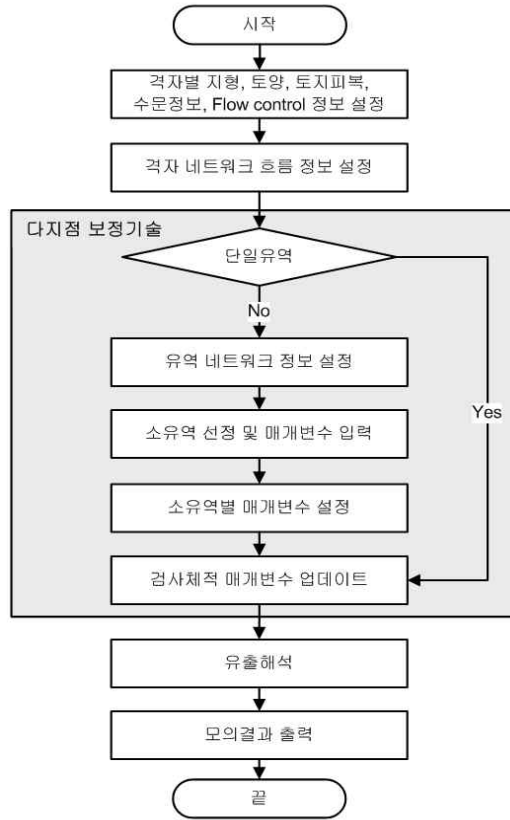 시작
격자별 지형, 토양, 토지피복,
수문정보, Flow control 정보 설정
격자 네트워크 흐름 정보 설정
다지점 보정기술
단일유역
No
유역 네트워크 정보 설정
Yes
소유역 선정 및 매개변수 입력
소유역별 매개변수 설정
검사체적 매개변수 업데이트
유출해석
모의결과 출력
끝